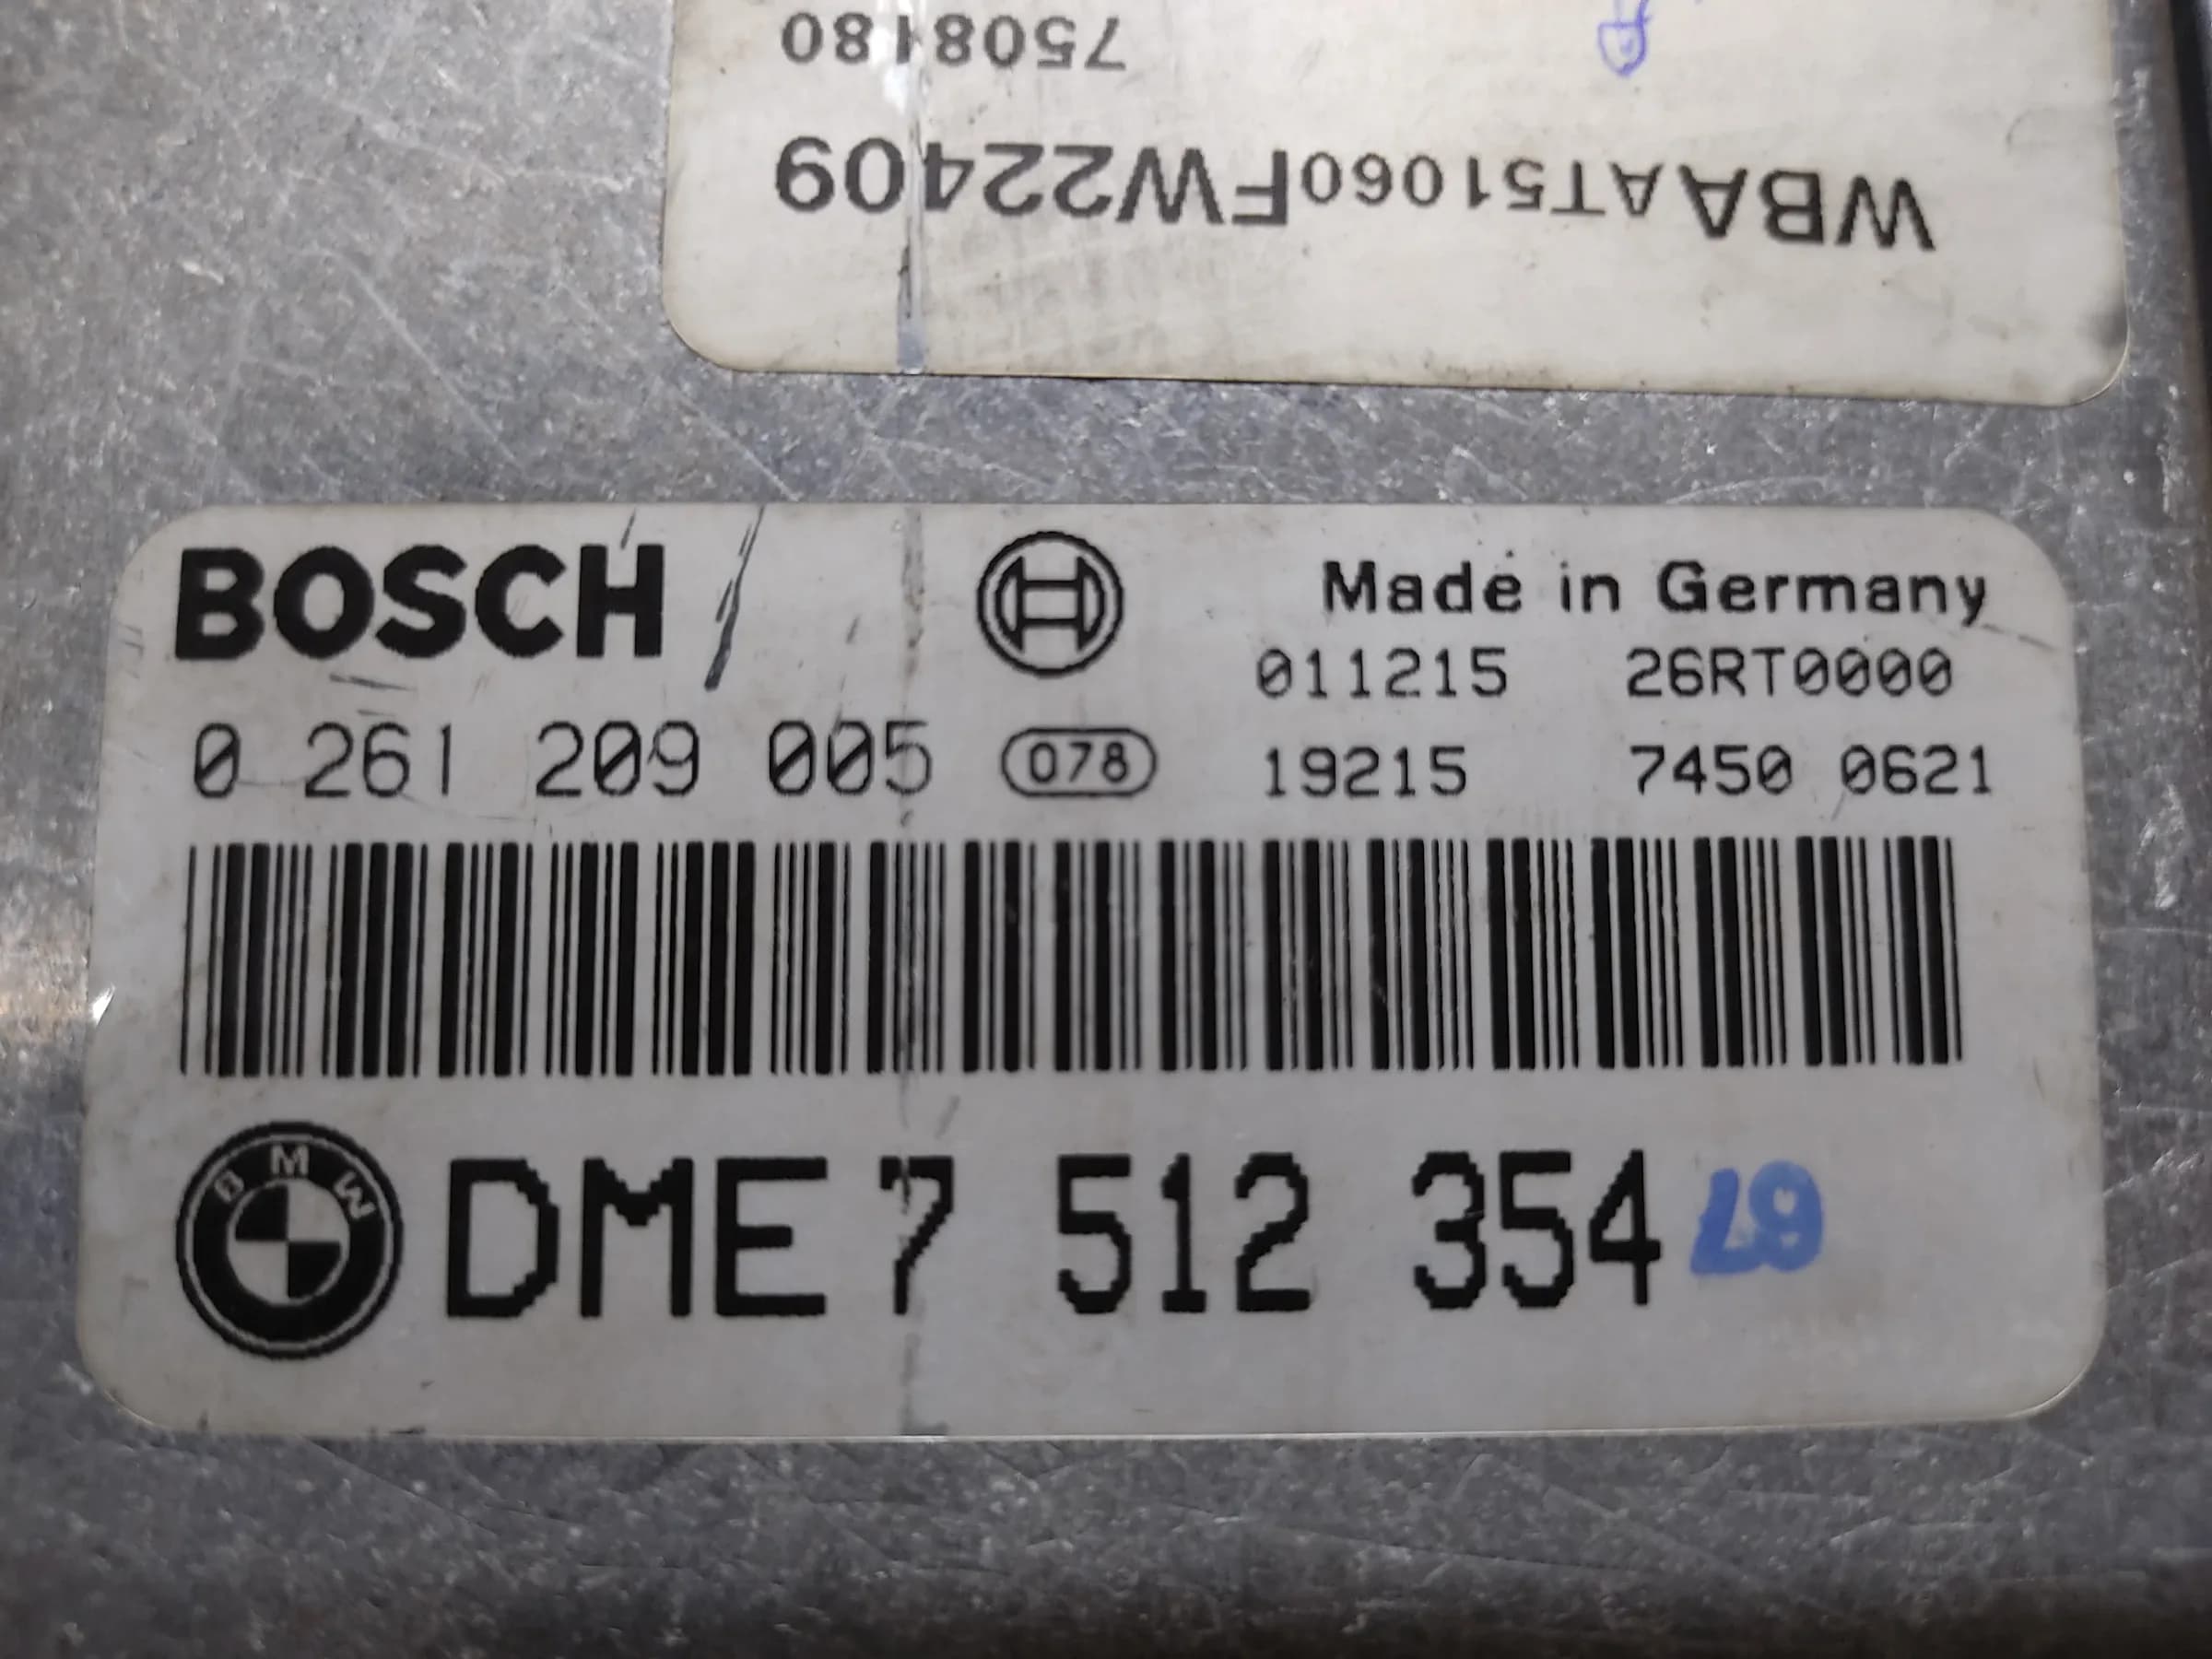 WBAAT51060FW22409
7508180
BOSCH
Made in Germany
011215 26RT0000
0 261 209 005 078 19215 7450 0621
BMW
DME 7 512 354